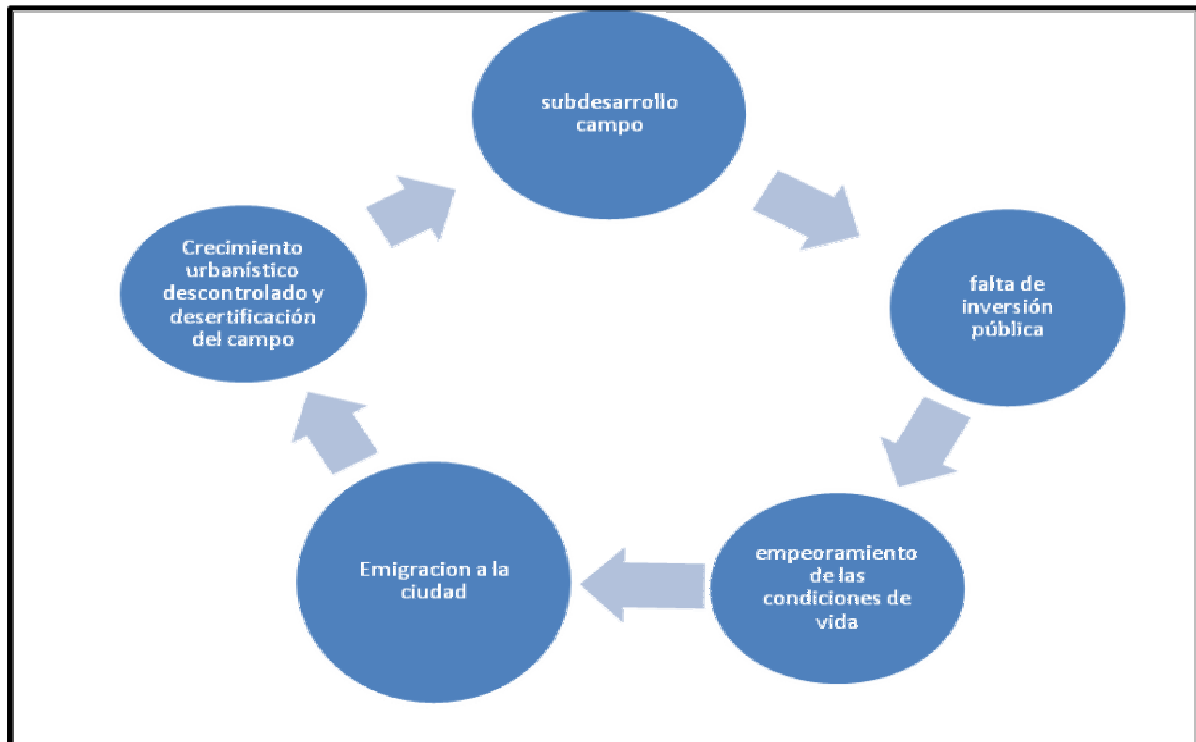 subdesarrollo
campo
falta de
inversión
pública
empeoramiento
de las
condiciones de
vida
Emigracion a la
ciudad
Crecimiento
urbanístico
descontrolado y
desertificación
del campo